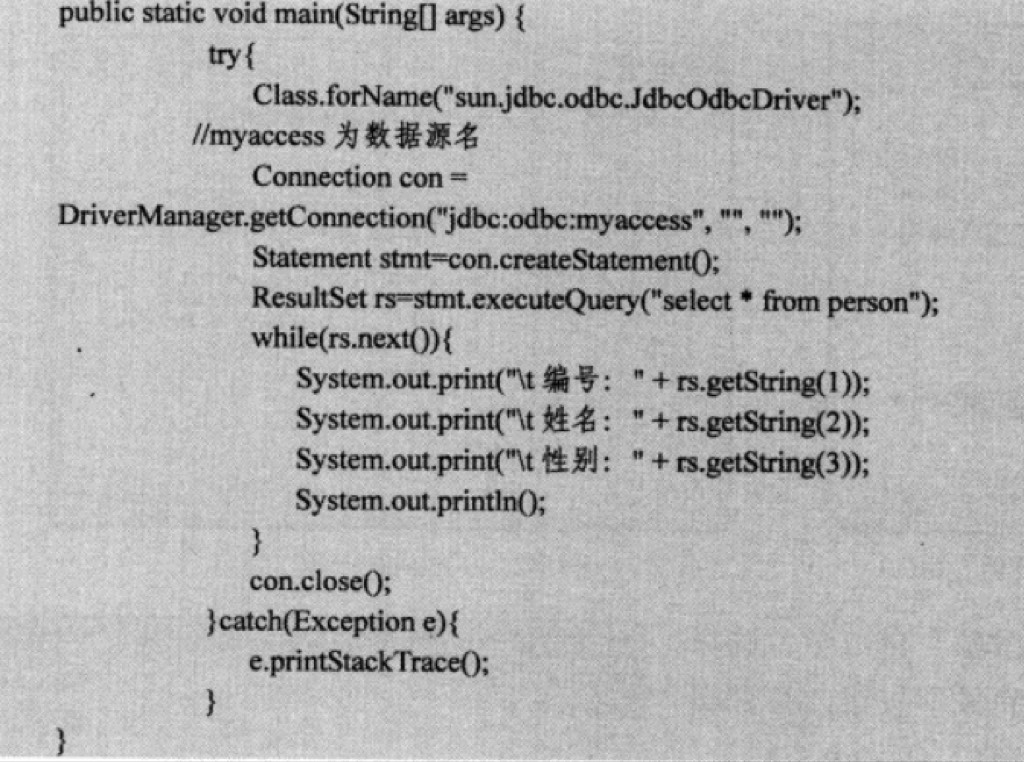 public static void main(String[] args) {
try{
Class.forName("sun.jdbc.odbc.JdbcOdbcDriver");
//myaccess 为数据源名
Connection con =
DriverManager.getConnection("jdbc:odbc:myaccess", "", "");
Statement stmt=con.createStatement();
ResultSet rs=stmt.executeQuery("select * from person");
while(rs.next()){
System.out.print("\t 编号： " + rs.getString(1));
System.out.print("\t 姓名： " + rs.getString(2));
System.out.print("\t 性别： " + rs.getString(3));
System.out.println();
}
con.close();
}catch(Exception e){
e.printStackTrace();
}
}